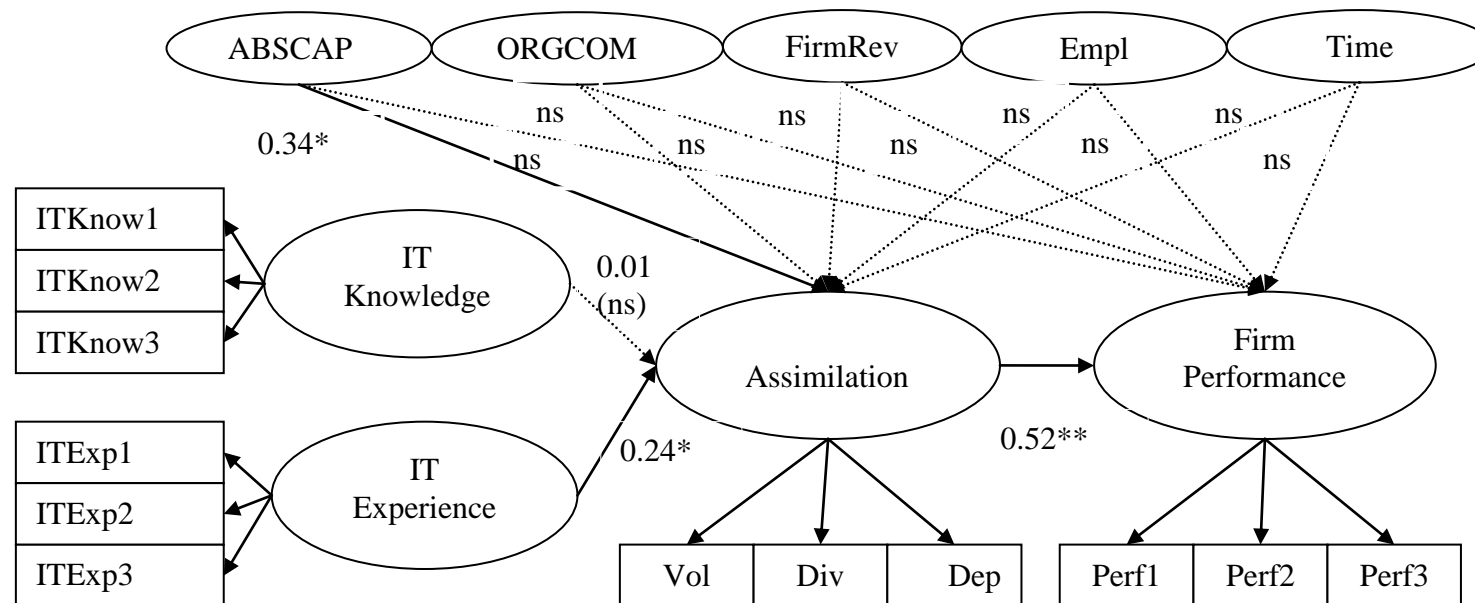 ABSCAP ORGCOM FirmRev Empl Time
ns ns ns ns
0.34* ns ns ns ns ns
ITKnow1
ITKnow2
ITKnow3
IT
Knowledge
0.01
(ns)
Assimilation
Firm
Performance
ITExp1
ITExp2
ITExp3
IT
Experience
0.24*
0.52**
Vol Div Dep
Perf1 Perf2 Perf3